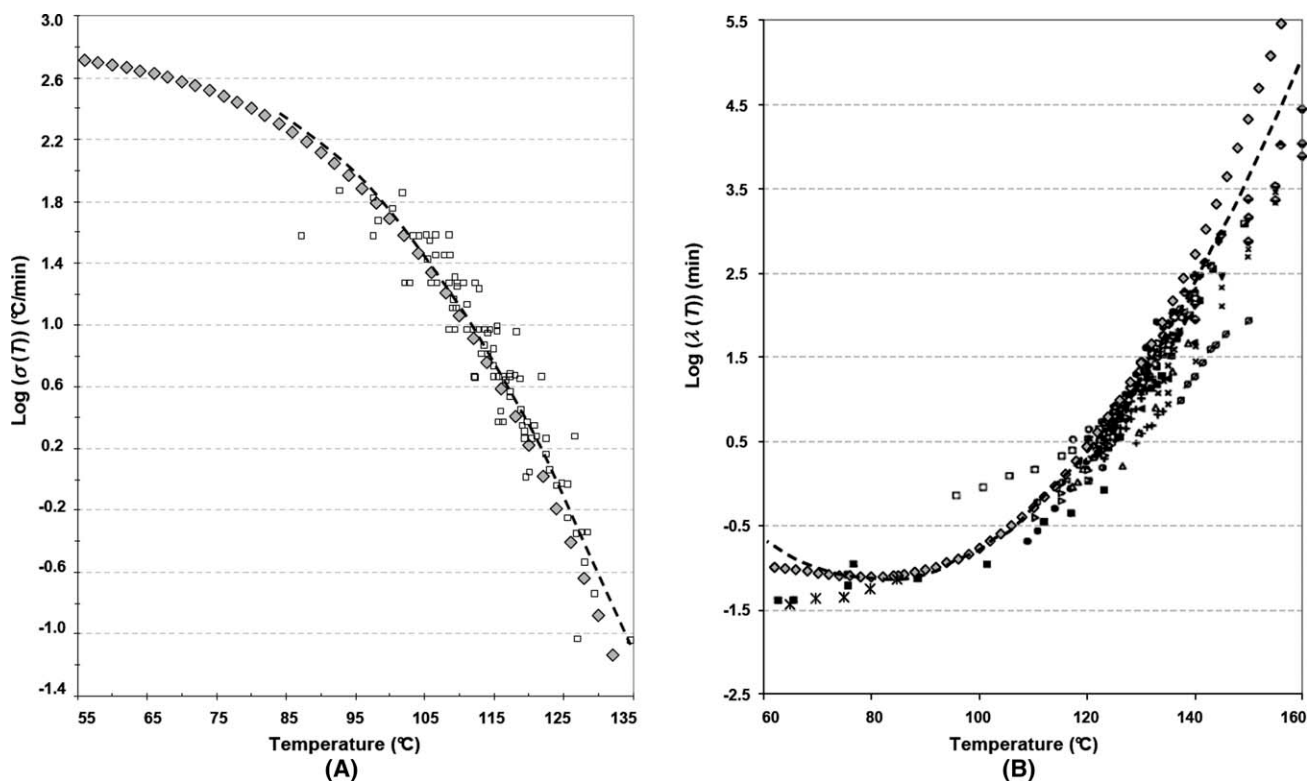 3.0
2.6
2.2
1.8
1.4
1.0
0.6
0.2
-0.2
-0.6
-1.0
-1.4
Log (σ (T)) (℃/min)
55 65 75 85 95 105 115 125 135
Temperature (℃)
(A)
5.5
4.5
3.5
2.5
1.5
0.5
-0.5
-1.5
-2.5
Log (λ (T)) (min)
60 80 100 120 140 160
Temperature (℃)
(B)